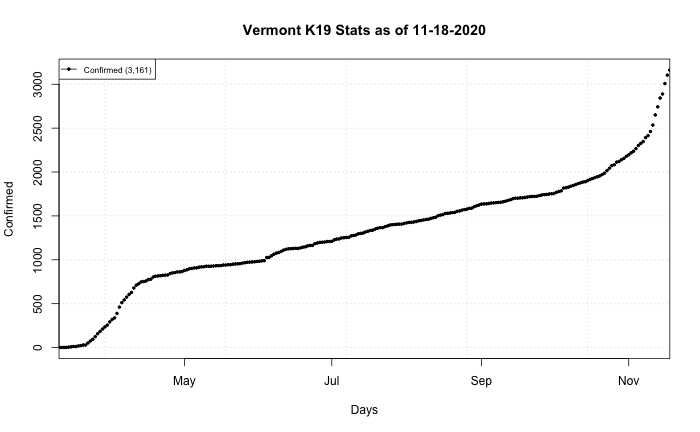 Vermont K19 Stats as of 11-18-2020
Confirmed (3,161)
Confirmed
3000
2500
2000
1500
1000
500
0
May Jul Sep Nov
Days